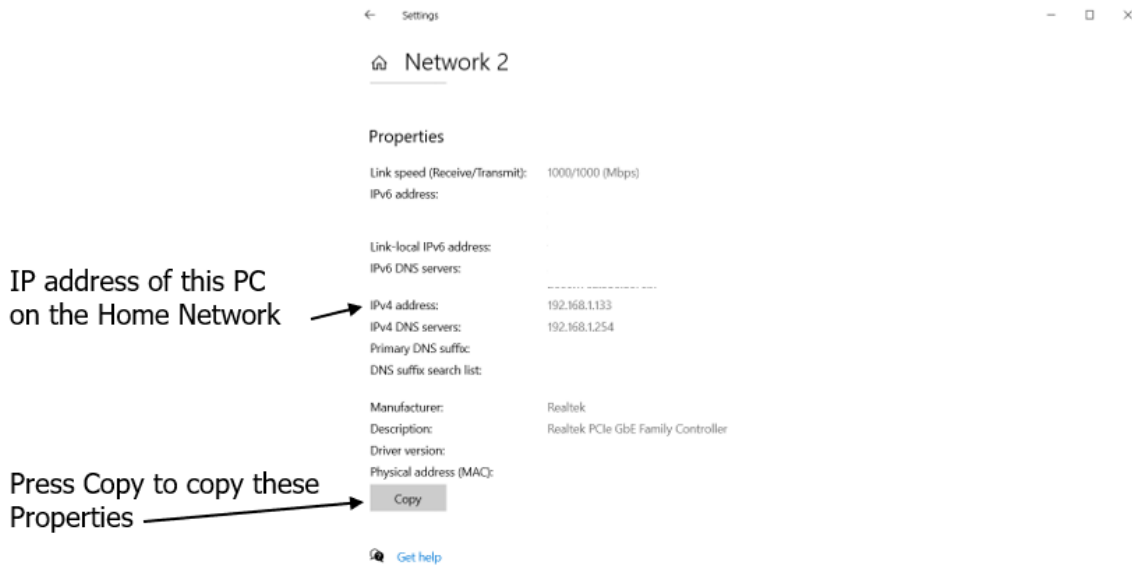 Settings
Network 2
Properties
Link speed (Receive/Transmit): 1000/1000 (Mbps)
IPv6 address:
Link-local IPv6 address:
IPv6 DNS servers:
IP address of this PC
on the Home Network
IPv4 address: 192.168.1.133
IPv4 DNS servers: 192.168.1.254
Primary DNS suffix:
DNS suffix search list:
Manufacturer: Realtek
Description: Realtek PCIe GbE Family Controller
Driver version:
Physical address (MAC):
Press Copy to copy these
Properties
Copy
Get help